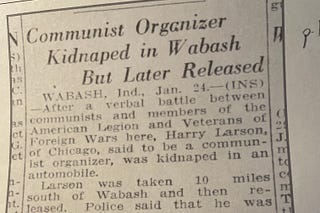 Communist Organizer
Kidnaped in Wabash
But Later Released
WABASH, Ind., Jan. 24.—(INS)
—After a verbal battle between
communists and members of the
American Legion and Veterans of
Foreign Wars here, Harry Larson,
of Chicago, said to be a commun-
ist organizer, was kidnaped in an
automobile.
Larson was taken 10 miles
south of Wabash and then re-
leased. Police said that he was